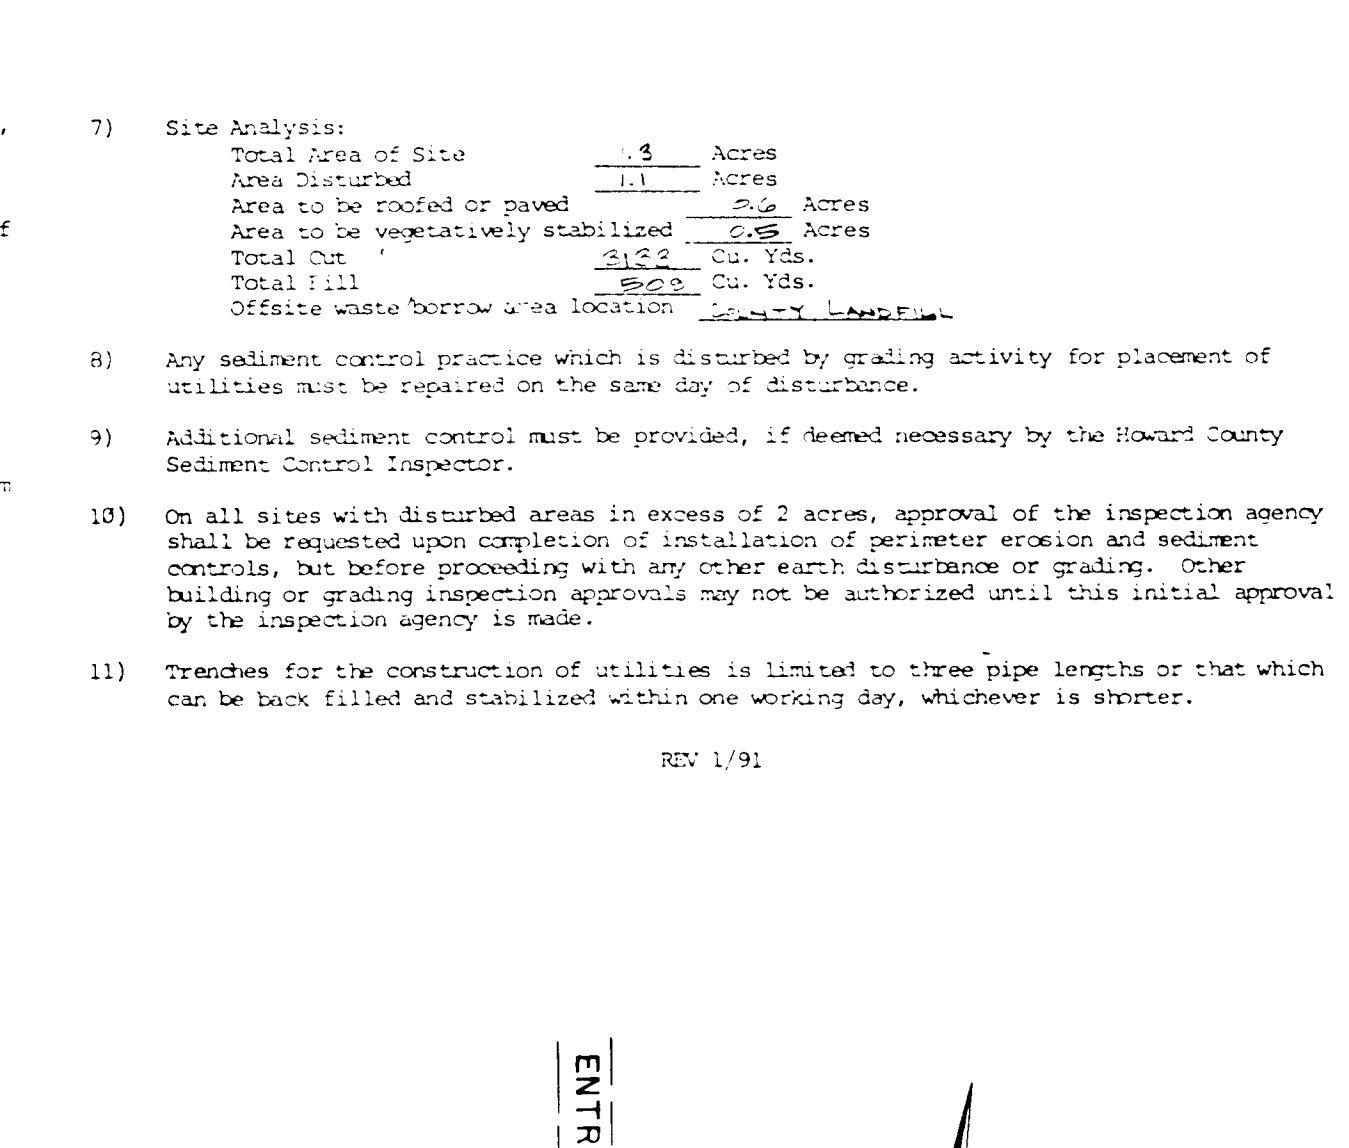 ,
7) Site Analysis:
Total Area of Site .3 Acres
Area Disturbed 1.1 Acres
Area to be roofed or paved 0.6 Acres
f
Area to be vegetatively stabilized 0.5 Acres
Total Cut Cu. Yds.
Total Fill Cu. Yds.
Offsite waste/borrow area location COUNTY LANDFILL
8) Any sediment control practice which is disturbed by grading activity for placement of
utilities must be repaired on the same day of disturbance.
9) Additional sediment control must be provided, if deemed necessary by the Howard County
Sediment Control Inspector.
m
10) On all sites with disturbed areas in excess of 2 acres, approval of the inspection agency
shall be requested upon completion of installation of perimeter erosion and sediment
controls, but before proceeding with any other earth disturbance or grading. Other
building or grading inspection approvals may not be authorized until this initial approval
by the inspection agency is made.
11) Trenches for the construction of utilities is limited to three pipe lengths or that which
can be back filled and stabilized within one working day, whichever is shorter.
REV 1/91
ENTR